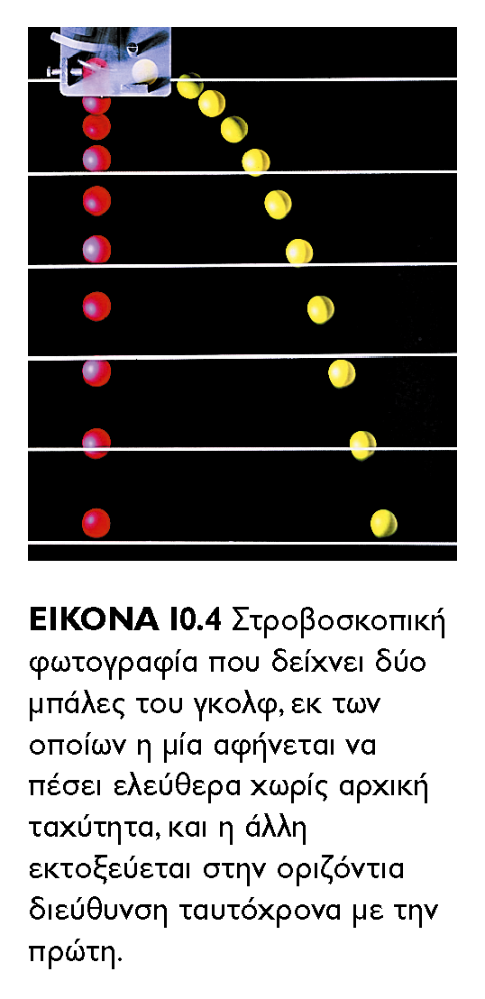 ΕΙΚΟΝΑ 10.4 Στροβοσκοπική
φωτογραφία που δείχνει δύο
μπάλες του γκολφ, εκ των
οποίων η μία αφήνεται να
πέσει ελεύθερα χωρίς αρχική
ταχύτητα, και η άλλη
εκτοξεύεται στην οριζόντια
διεύθυνση ταυτόχρονα με την
πρώτη.